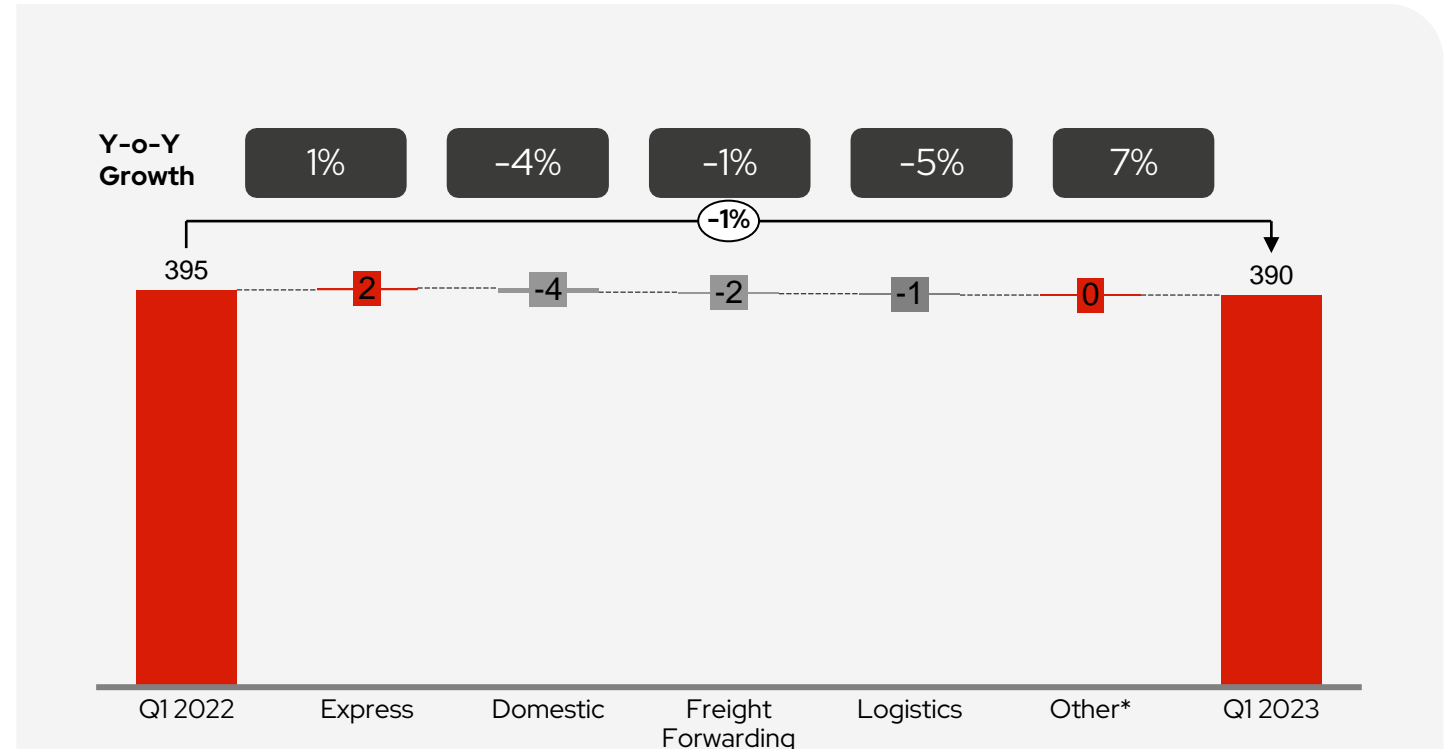 Y-o-Y
Growth
1%
-4%
-1%
-5%
7%
-1%
395
2
-4
-2
-1
0
390
Q1 2022
Express
Domestic
Freight
Forwarding
Logistics
Other*
Q1 2023